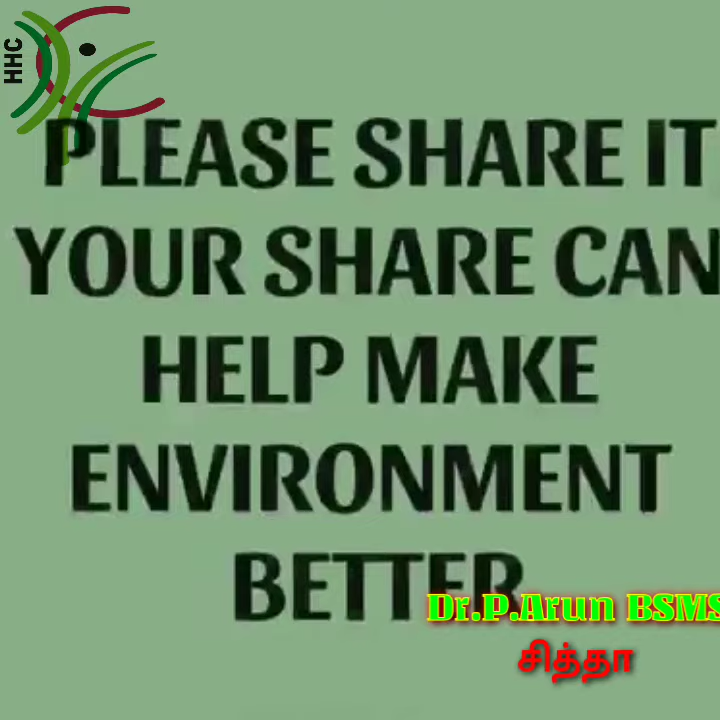 HHC
PLEASE SHARE IT
YOUR SHARE CAN
HELP MAKE
ENVIRONMENT
BETTER
Dr.P.Arun BSMS
சித்தா